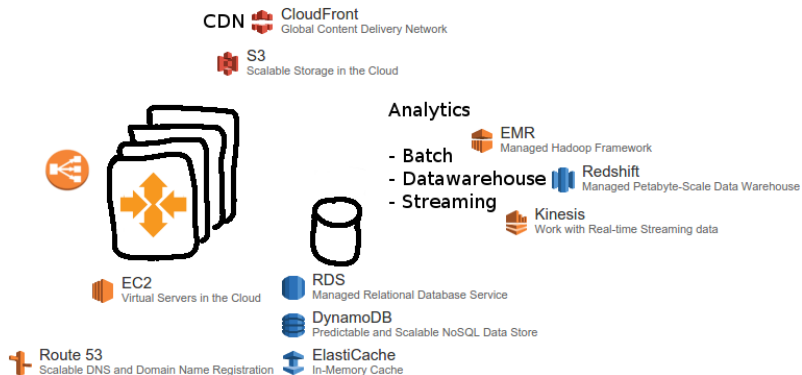 CDN CloudFront
Global Content Delivery Network
S3
Scalable Storage in the Cloud
Analytics
EMR
Managed Hadoop Framework
- Batch
- Datawarehouse
Redshift
Managed Petabyte-Scale Data Warehouse
- Streaming
Kinesis
Work with Real-time Streaming data
EC2
Virtual Servers in the Cloud
RDS
Managed Relational Database Service
DynamoDB
Predictable and Scalable NoSQL Data Store
Route 53
Scalable DNS and Domain Name Registration
ElastiCache
In-Memory Cache